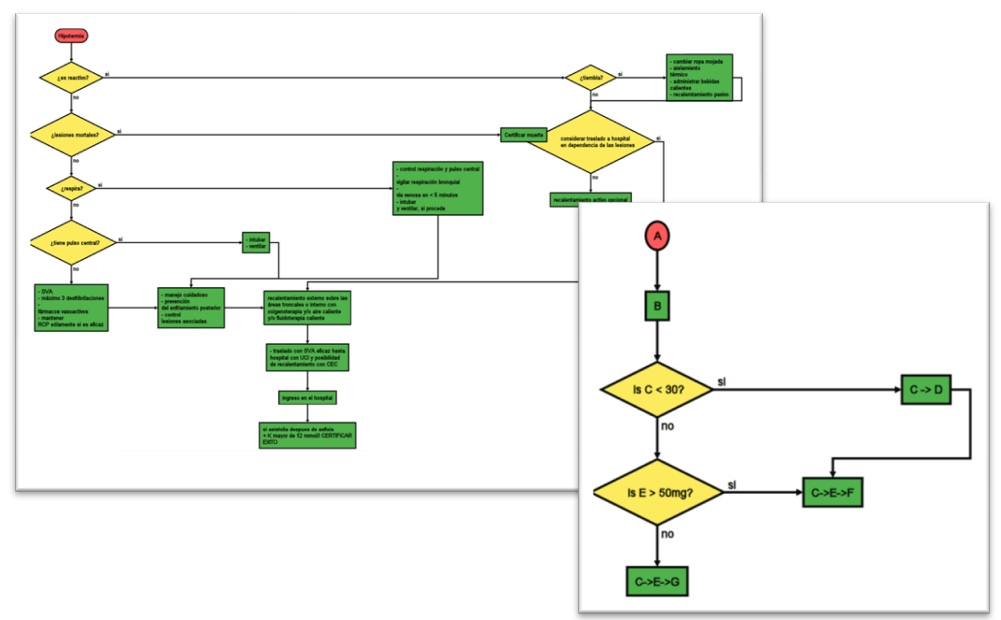 Hipotermia
¿es reactivo?
si
no
¿tiembla?
si
no
- cambiar ropa mojada
- aislamiento
térmico
- administrar bebidas
calientes
- recalentamiento pasivo
¿lesiones mortales?
si
no
Certificar muerte
considerar traslado a hospital
en dependencia de las lesiones
si
no
recalentamiento activo opcional
¿respira?
si
no
- control respiración y pulso central
-
vigilar respiración bronquial
-
vía venosa en < 5 minutos
- intubar
y ventilar, si procede
¿tiene pulso central?
si
no
- intubar
- ventilar
- SVA
- máximo 3 desfibrilaciones
-
fármacos vasoactivos
- mantener
RCP sólamente si es eficaz
- manejo cuidadoso
- prevención
del enfriamiento posterior
- control
lesiones asociadas
recalentamiento externo sobre las
áreas troncales o interno con
oxigenoterapia y/o aire caliente
y/o fluidoterapia caliente
- traslado con SVA eficaz hasta
hospital con UCI y posibilidad
de recalentamiento con CEC
ingreso en el hospital
si asistolia despues de asfixia
+ K mayor de 12 mmol/l CERTIFICAR
EXITO
A
B
Is C < 30?
si
no
C -> D
Is E > 50mg?
si
no
C->E->F
C->E->G